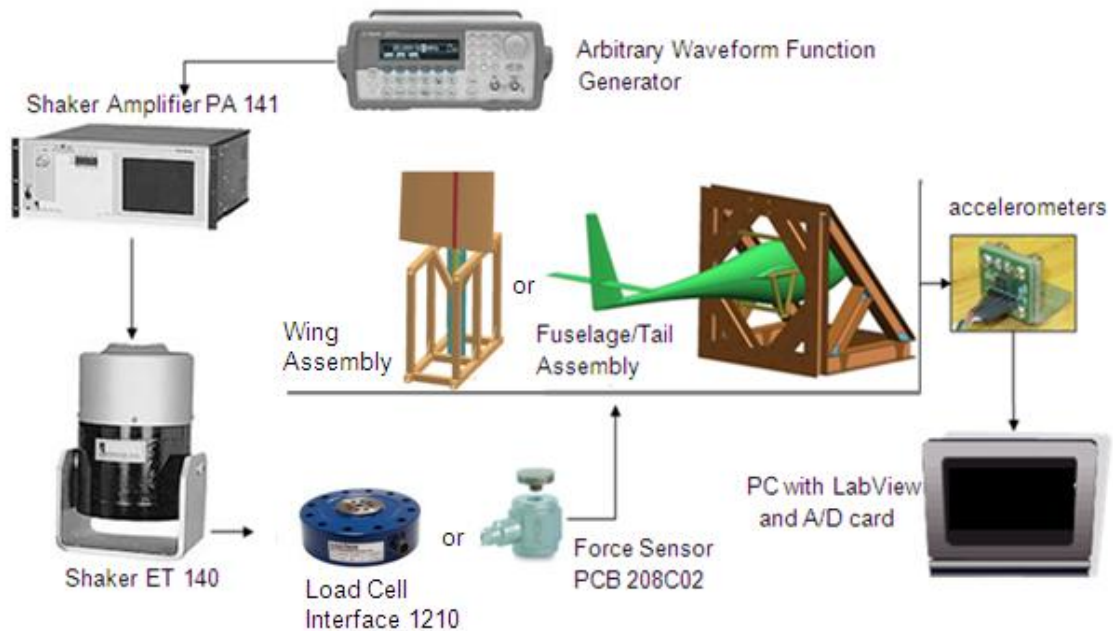 Arbitrary Waveform Function
Generator
Shaker Amplifier PA 141
accelerometers
or
Wing
Assembly
Fuselage/Tail
Assembly
PC with LabView
and A/D card
or
Force Sensor
PCB 208C02
Shaker ET 140
Load Cell
Interface 1210